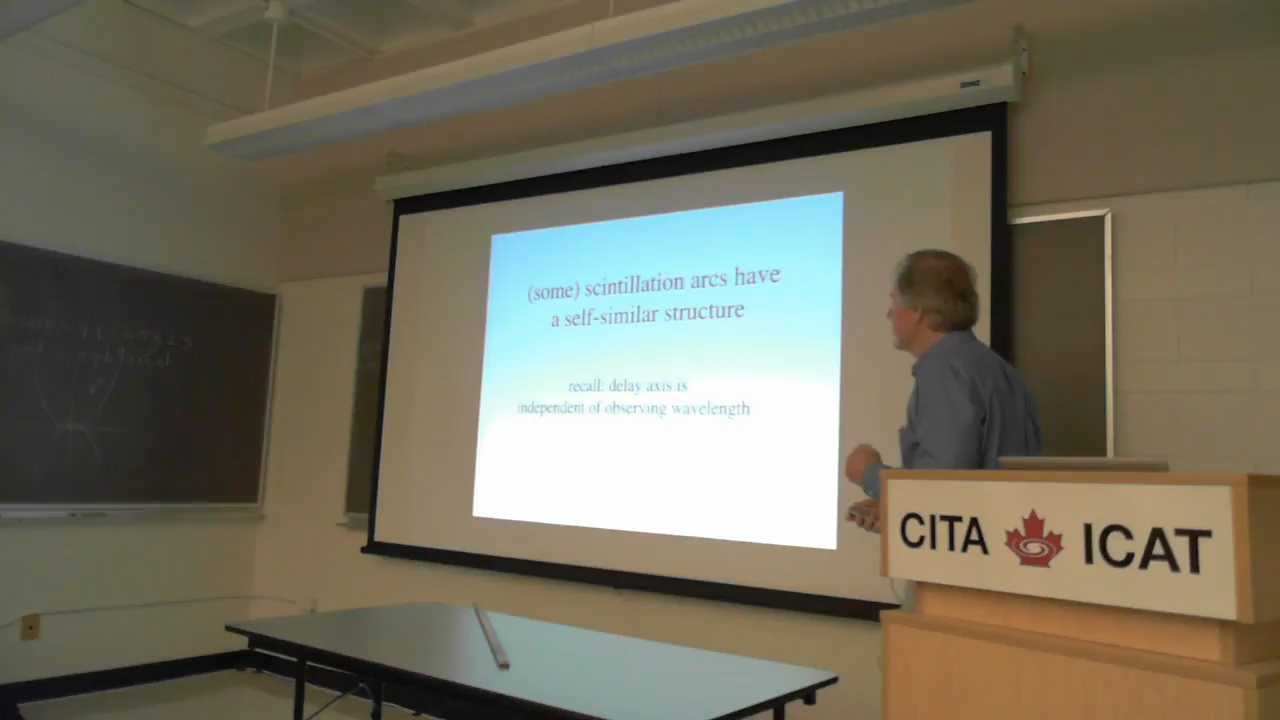 (some) scintillation arcs have
a self-similar structure
recall: delay axis is
independent of observing wavelength
CITA ICAT